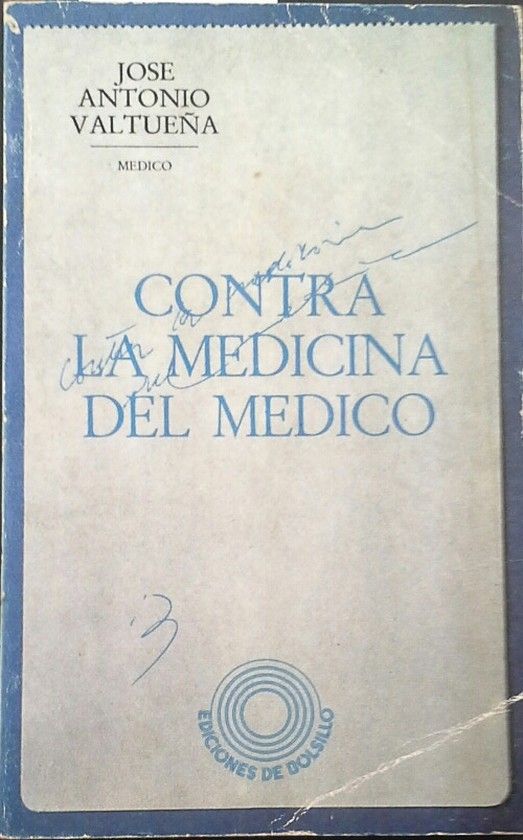 JOSE
ANTONIO
VALTUEÑA
MEDICO
CONTRA
LA MEDICINA
DEL MEDICO
EDICIONES DE BOLSILLO